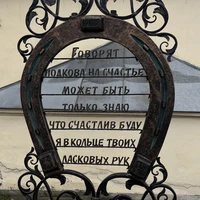 ГОВОРЯТ
ПОДКОВА НА СЧАСТЬЕ
МОЖЕТ БЫТЬ
ТОЛЬКО ЗНАЮ
ЧТО СЧАСТЛИВ БУДУ
Я В КОЛЬЦЕ ТВОИХ
ЛАСКОВЫХ РУК